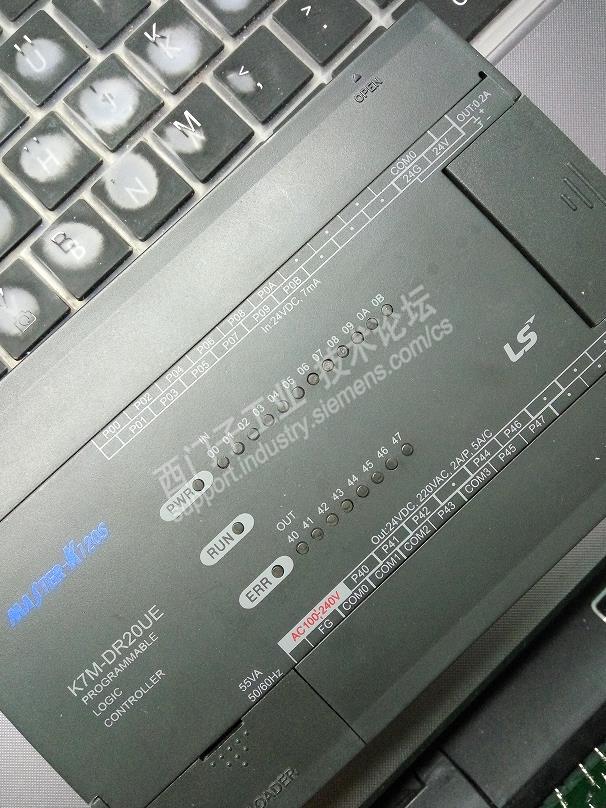 U
K
H
J
M
N
B
<
,
>
.
OPEN
OUT:0.2A
24V
24G
COM0
P00 P02 P04 P06 P08 P0A
P01 P03 P05 P07 P09 P0B
In:24VDC, 7mA
IN
00 01 02 03 04 05 06 07 08 09 0A 0B
LS
PWR
RUN
ERR
OUT
40 41 42 43 44 45 46 47
Out:24VDC, 220VAC, 2A/P, 5A/C
AC100-240V P40 P41 P42 P44 P46
FG COM0 COM1 COM2 P43 COM3 P45 P47
MASTER-K120S
K7M-DR20UE
PROGRAMMABLE
LOGIC
CONTROLLER
55VA
50/60Hz
西门子工业技术论坛
support.industry.siemens.com/cs